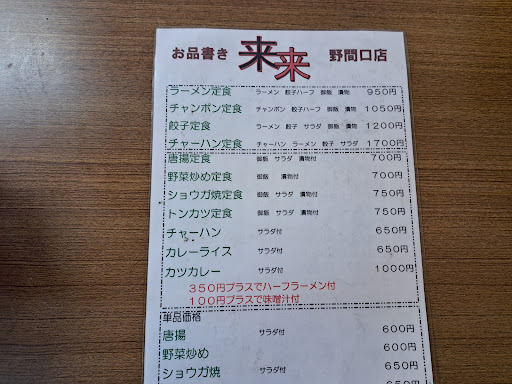 お品書き 来来 野間口店
ラーメン定食 ラーメン 餃子ハーフ 御飯 漬物 950円
チャンポン定食 チャンポン 餃子ハーフ 御飯 漬物 1050円
餃子定食 ラーメン 餃子 サラダ 御飯 漬物 1200円
チャーハン定食 チャーハン ラーメン 餃子 サラダ 1700円
唐揚定食 御飯 サラダ 漬物付 700円
野菜炒め定食 御飯 漬物付 700円
ショウガ焼定食 御飯 サラダ 漬物付 750円
トンカツ定食 御飯 サラダ 漬物付 750円
チャーハン サラダ付 650円
カレーライス サラダ付 650円
カツカレー サラダ付 1000円
350円プラスでハーフラーメン付
100円プラスで味噌汁付
単品価格
唐揚 サラダ付 600円
野菜炒め 600円
ショウガ焼 サラダ付 650円